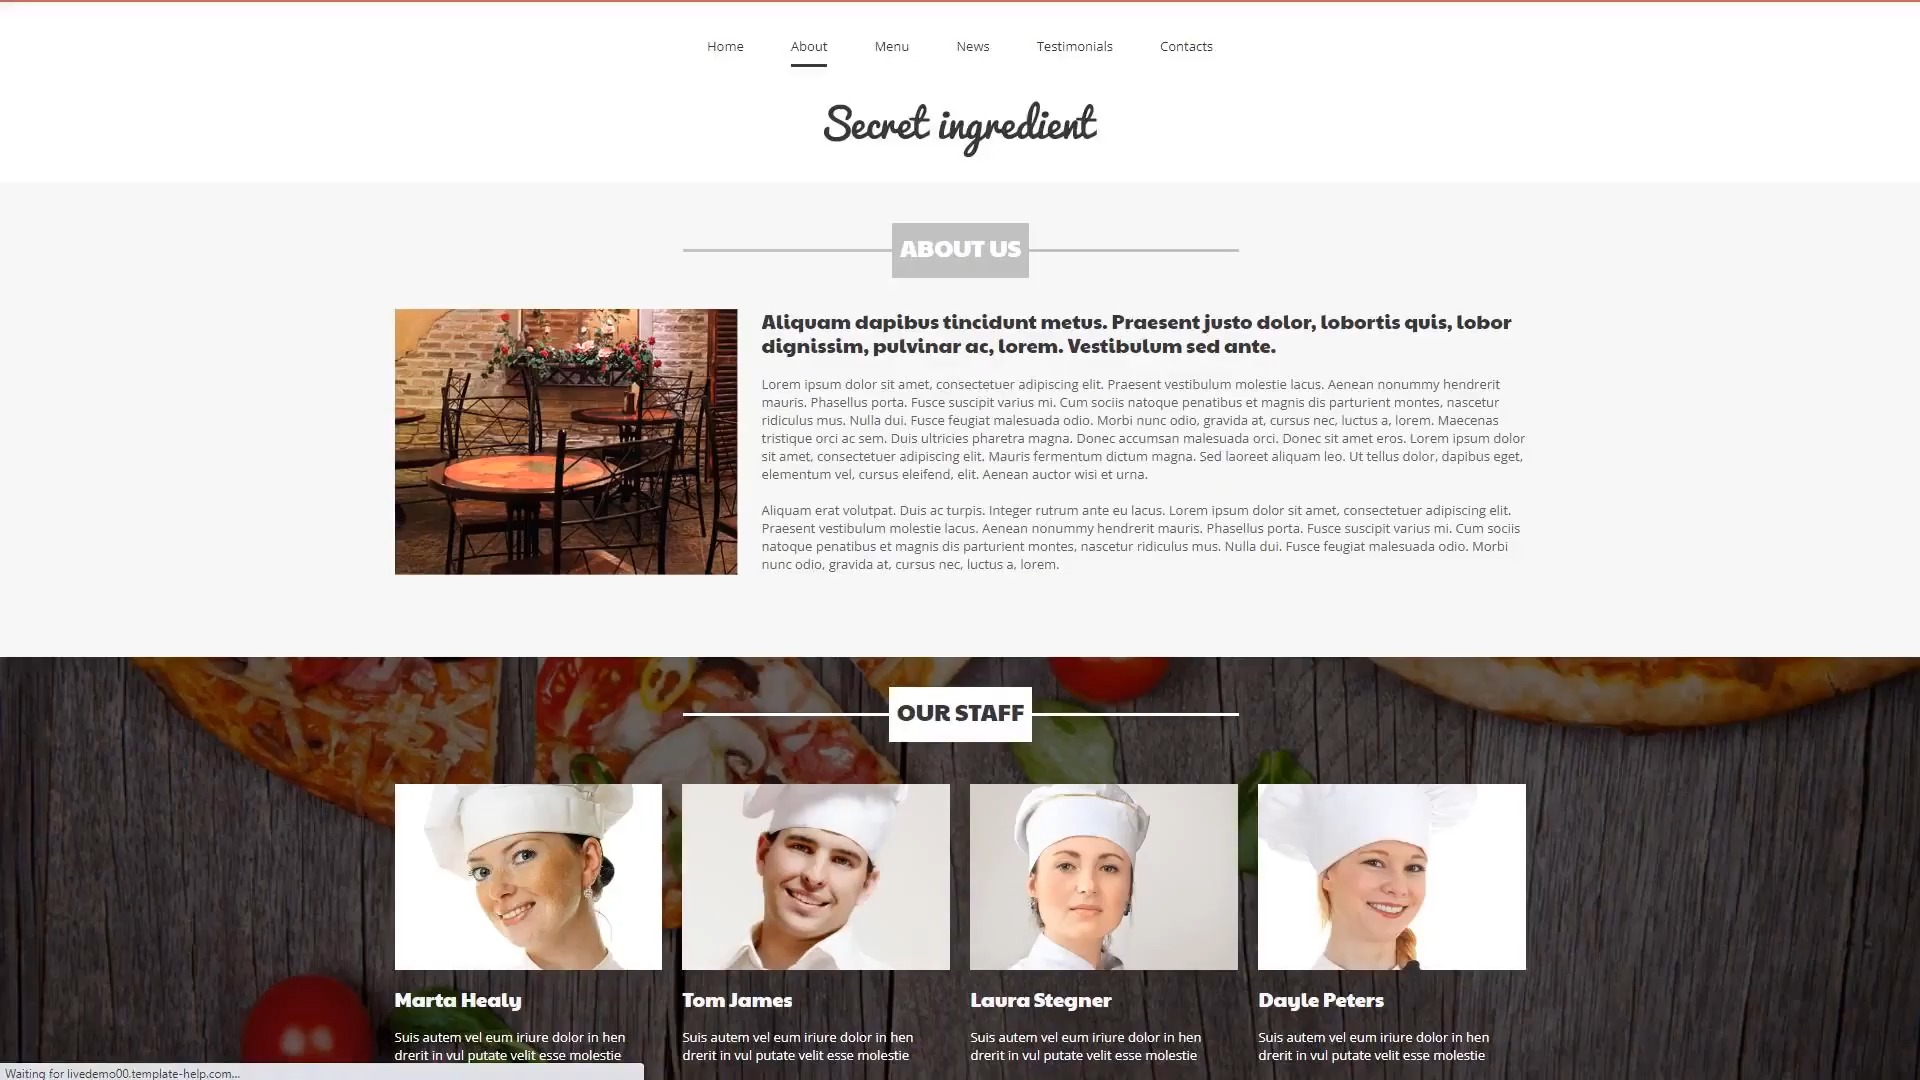 Home About Menu News Testimonials Contacts
Secret ingredient
ABOUT US
Aliquam dapibus tincidunt metus. Praesent justo dolor, lobortis quis, lobor
dignissim, pulvinar ac, lorem. Vestibulum sed ante.
Lorem ipsum dolor sit amet, consectetuer adipiscing elit. Praesent vestibulum molestie lacus. Aenean nonummy hendrerit
mauris. Phasellus porta. Fusce suscipit varius mi. Cum sociis natoque penatibus et magnis dis parturient montes, nascetur
ridiculus mus. Nulla dui. Fusce feugiat malesuada odio. Morbi nunc odio, gravida at, cursus nec, luctus a, lorem. Maecenas
tristique orci ac sem. Duis ultricies pharetra magna. Donec accumsan malesuada orci. Donec sit amet eros. Lorem ipsum dolor
sit amet, consectetuer adipiscing elit. Mauris fermentum dictum magna. Sed laoreet aliquam leo. Ut tellus dolor, dapibus eget,
elementum vel, cursus eleifend, elit. Aenean auctor wisi et urna.
Aliquam erat volutpat. Duis ac turpis. Integer rutrum ante eu lacus. Lorem ipsum dolor sit amet, consectetuer adipiscing elit.
Praesent vestibulum molestie lacus. Aenean nonummy hendrerit mauris. Phasellus porta. Fusce suscipit varius mi. Cum sociis
natoque penatibus et magnis dis parturient montes, nascetur ridiculus mus. Nulla dui. Fusce feugiat malesuada odio. Morbi
nunc odio, gravida at, cursus nec, luctus a, lorem.
OUR STAFF
Marta Healy
Suis autem vel eum iriure dolor in hen
drerit in vul putate velit esse molestie
Tom James
Suis autem vel eum iriure dolor in hen
drerit in vul putate velit esse molestie
Laura Stegner
Suis autem vel eum iriure dolor in hen
drerit in vul putate velit esse molestie
Dayle Peters
Suis autem vel eum iriure dolor in hen
drerit in vul putate velit esse molestie
Waiting for livedemo00.template-help.com...